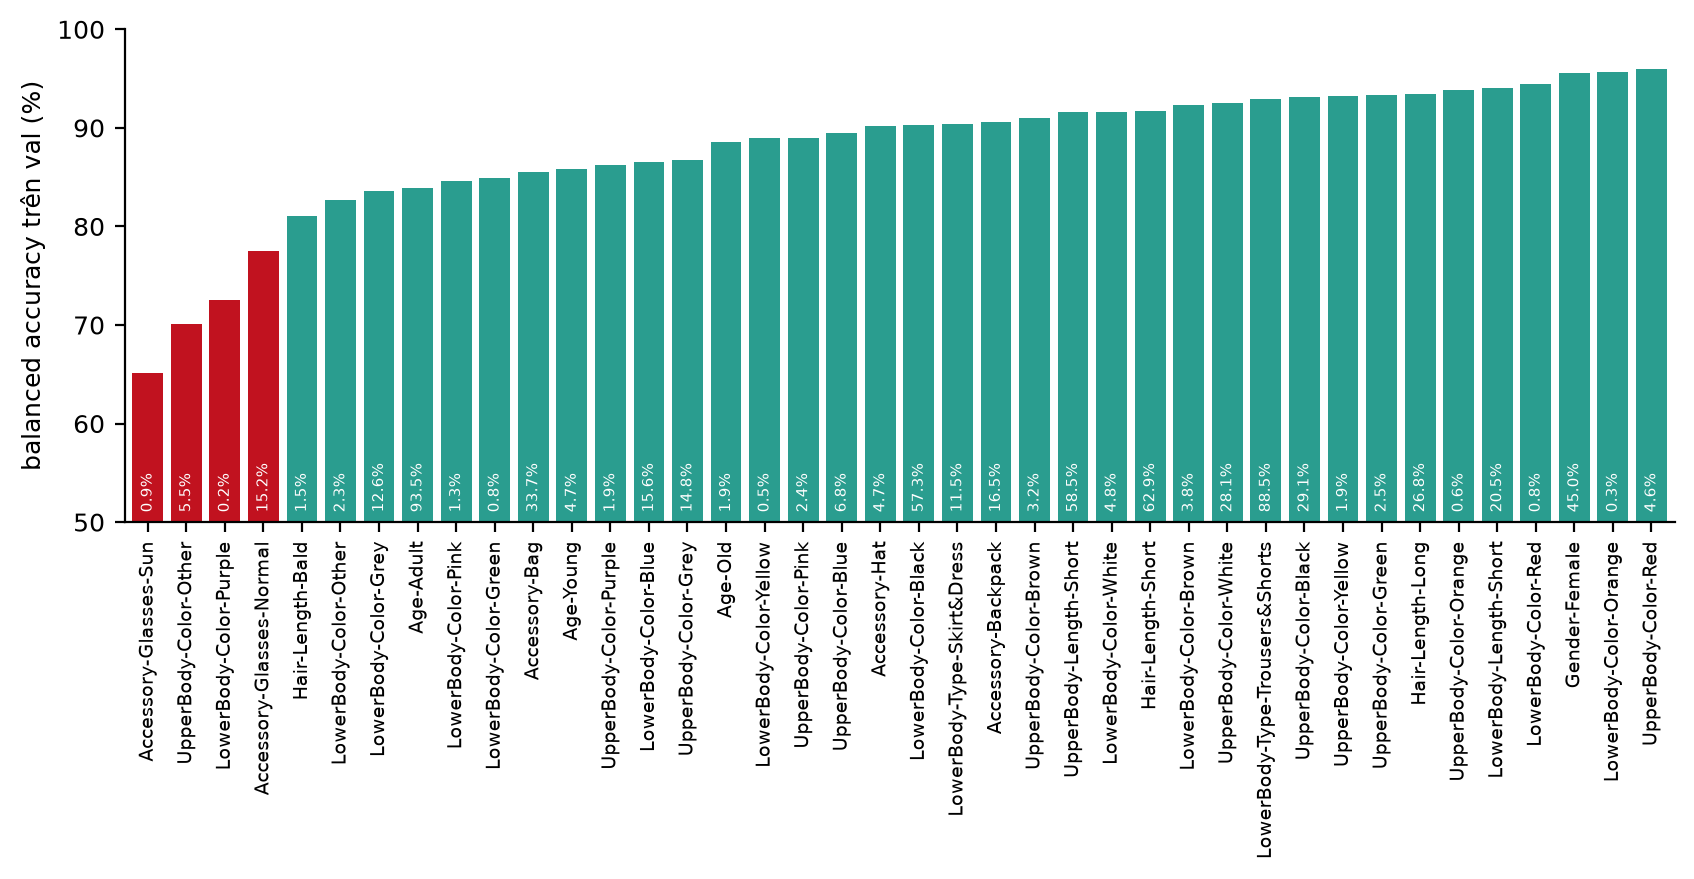 balanced accuracy trên val (%)
100
90
80
70
60
50
0.9%
5.5%
0.2%
15.2%
1.5%
2.3%
12.6%
93.5%
1.3%
0.8%
33.7%
4.7%
1.9%
15.6%
14.8%
1.9%
0.5%
2.4%
6.8%
4.7%
57.3%
11.5%
16.5%
3.2%
58.5%
4.8%
62.9%
3.8%
28.1%
88.5%
29.1%
1.9%
2.5%
26.8%
0.6%
20.5%
0.8%
45.0%
0.3%
4.6%
Accessory-Glasses-Sun
UpperBody-Color-Other
LowerBody-Color-Purple
Accessory-Glasses-Normal
Hair-Length-Bald
LowerBody-Color-Other
LowerBody-Color-Grey
Age-Adult
LowerBody-Color-Pink
LowerBody-Color-Green
Accessory-Bag
Age-Young
UpperBody-Color-Purple
LowerBody-Color-Blue
UpperBody-Color-Grey
Age-Old
LowerBody-Color-Yellow
UpperBody-Color-Pink
UpperBody-Color-Blue
Accessory-Hat
LowerBody-Color-Black
LowerBody-Type-Skirt&Dress
Accessory-Backpack
UpperBody-Color-Brown
UpperBody-Length-Short
LowerBody-Color-White
Hair-Length-Short
LowerBody-Color-Brown
UpperBody-Color-White
LowerBody-Type-Trousers&Shorts
UpperBody-Color-Black
UpperBody-Color-Yellow
UpperBody-Color-Green
Hair-Length-Long
UpperBody-Color-Orange
LowerBody-Length-Short
LowerBody-Color-Red
Gender-Female
LowerBody-Color-Orange
UpperBody-Color-Red